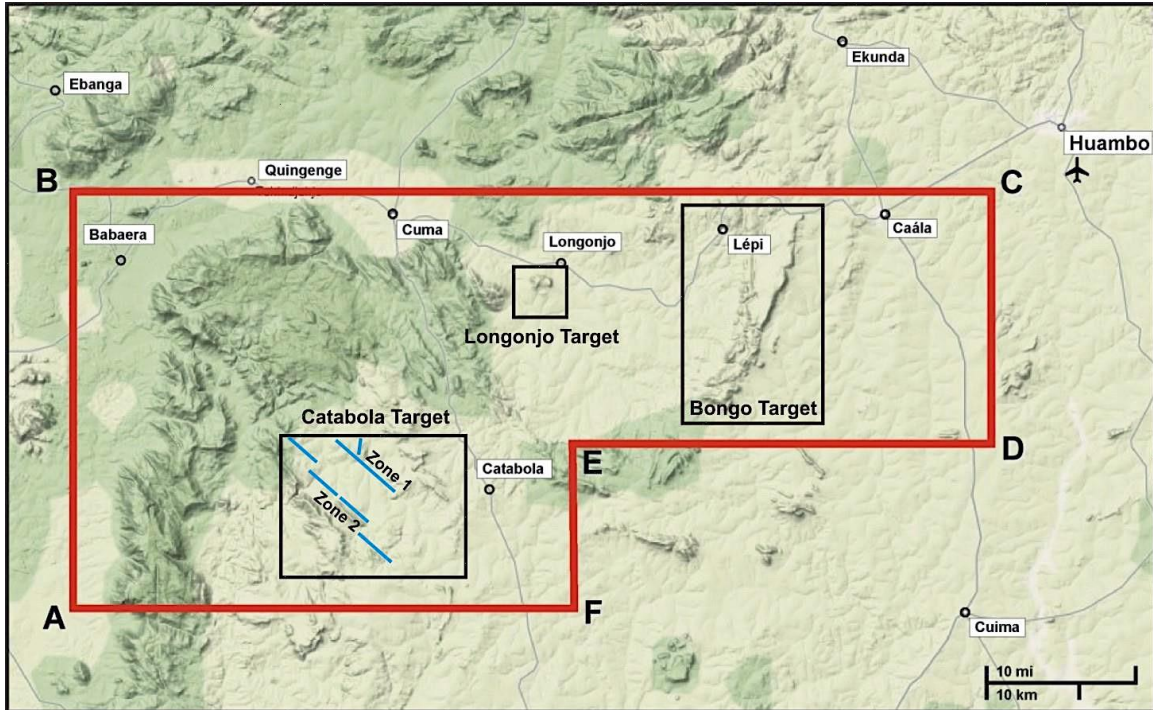 Ekunda
Ebanga
Huambo
Quingenge
B
C
Babaera
Cuma
Longonjo
Lépi
Caála
Longonjo Target
Bongo Target
Catabola Target
D
E
Zone 1
Catabola
Zone 2
A
F
Cuima
10 mi
10 km